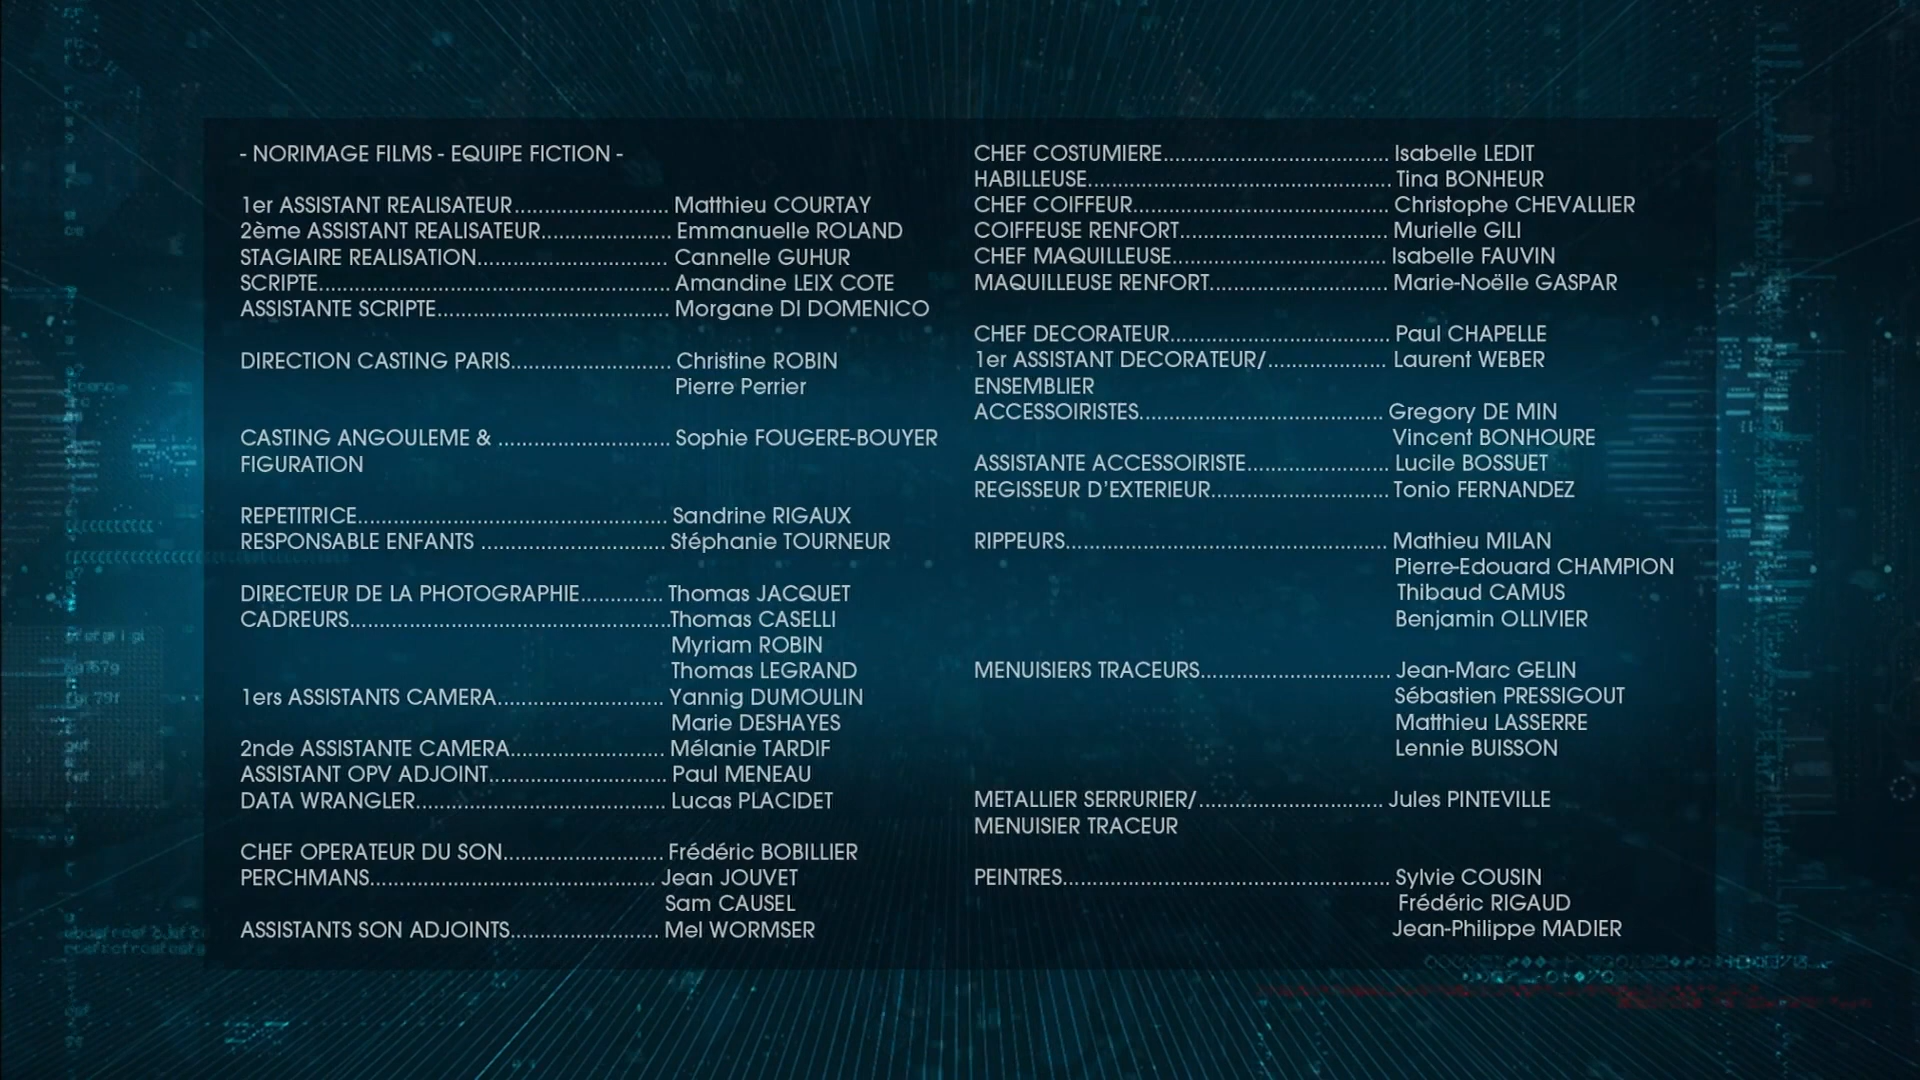 - NORIMAGE FILMS - EQUIPE FICTION -
1er ASSISTANT REALISATEUR.......................... Matthieu COURTAY
2ème ASSISTANT REALISATEUR...................... Emmanuelle ROLAND
STAGIAIRE REALISATION................................ Cannelle GUHUR
SCRIPTE.......................................................... Amandine LEIX COTE
ASSISTANTE SCRIPTE...................................... Morgane DI DOMENICO
DIRECTION CASTING PARIS........................... Christine ROBIN
Pierre Perrier
CASTING ANGOULEME & ............................. Sophie FOUGERE-BOUYER
FIGURATION
REPETITRICE.................................................... Sandrine RIGAUX
RESPONSABLE ENFANTS ............................... Stéphanie TOURNEUR
DIRECTEUR DE LA PHOTOGRAPHIE.............. Thomas JACQUET
CADREURS......................................................Thomas CASELLI
Myriam ROBIN
Thomas LEGRAND
1ers ASSISTANTS CAMERA............................ Yannig DUMOULIN
Marie DESHAYES
2nde ASSISTANTE CAMERA.......................... Mélanie TARDIF
ASSISTANT OPV ADJOINT.............................. Paul MENEAU
DATA WRANGLER.......................................... Lucas PLACIDET
CHEF OPERATEUR DU SON........................... Frédéric BOBILLIER
PERCHMANS................................................ Jean JOUVET
Sam CAUSEL
ASSISTANTS SON ADJOINTS......................... Mel WORMSER
CHEF COSTUMIERE...................................... Isabelle LEDIT
HABILLEUSE................................................... Tina BONHEUR
CHEF COIFFEUR........................................... Christophe CHEVALLIER
COIFFEUSE RENFORT................................... Murielle GILI
CHEF MAQUILLEUSE.................................... Isabelle FAUVIN
MAQUILLEUSE RENFORT.............................. Marie-Noëlle GASPAR
CHEF DECORATEUR..................................... Paul CHAPELLE
1er ASSISTANT DECORATEUR/.................... Laurent WEBER
ENSEMBLIER
ACCESSOIRISTES......................................... Gregory DE MIN
Vincent BONHOURE
ASSISTANTE ACCESSOIRISTE........................ Lucile BOSSUET
REGISSEUR D'EXTERIEUR.............................. Tonio FERNANDEZ
RIPPEURS...................................................... Mathieu MILAN
Pierre-Edouard CHAMPION
Thibaud CAMUS
Benjamin OLLIVIER
MENUISIERS TRACEURS................................ Jean-Marc GELIN
Sébastien PRESSIGOUT
Matthieu LASSERRE
Lennie BUISSON
METALLIER SERRURIER/............................... Jules PINTEVILLE
MENUISIER TRACEUR
PEINTRES....................................................... Sylvie COUSIN
Frédéric RIGAUD
Jean-Philippe MADIER